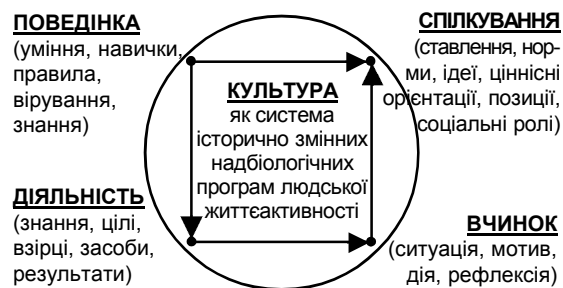 ПОВЕДІНКА
(уміння, навички,
правила,
вірування,
знання)
СПІЛКУВАННЯ
(ставлення, нор-
ми, ідеї, ціннісні
орієнтації, позиції,
соціальні ролі)
КУЛЬТУРА
як система
історично змінних
надбіологічних
програм людської
життєактивності
ДІЯЛЬНІСТЬ
(знання, цілі,
взірці, засоби,
результати)
ВЧИНОК
(ситуація, мотив,
дія, рефлексія)